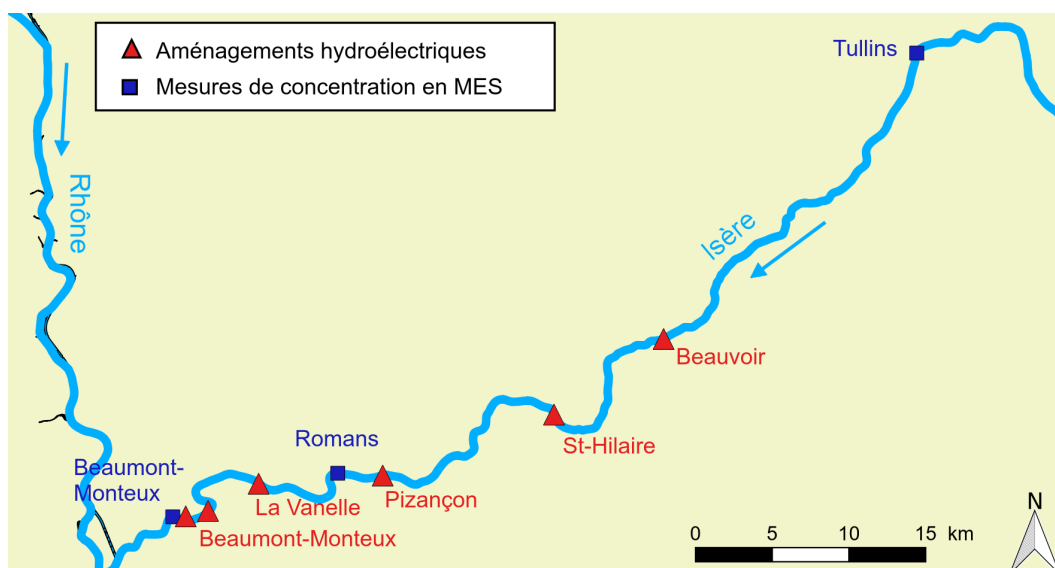 Aménagements hydroélectriques
Mesures de concentration en MES
Tullins
Rhône
Isère
Beauvoir
St-Hilaire
Romans
Beaumont-
Monteux
Pizançon
La Vanelle
Beaumont-Monteux
N
0 5 10 15 km